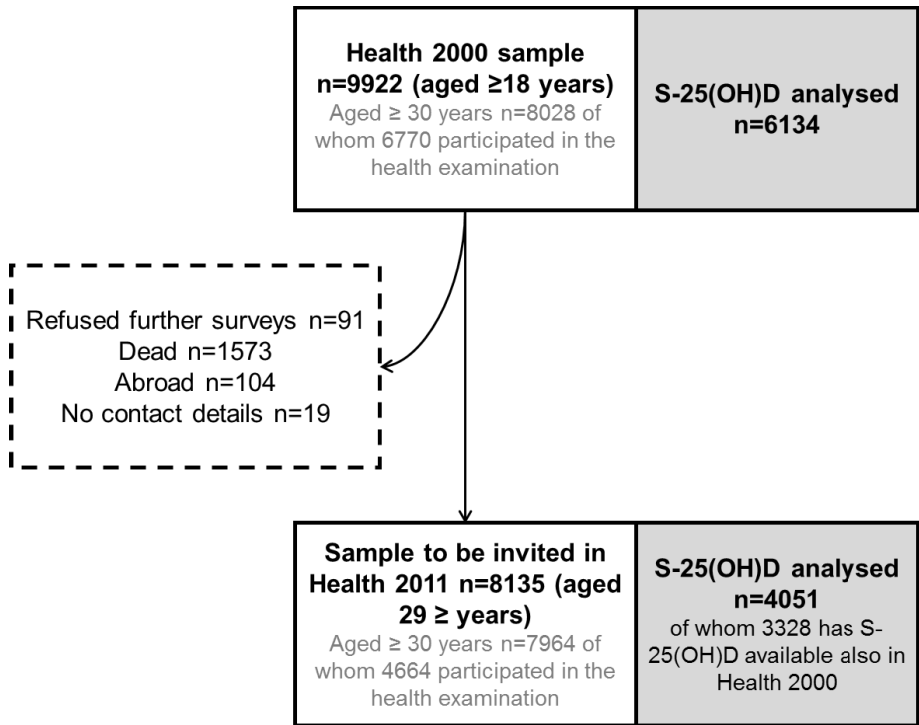 Health 2000 sample
n=9922 (aged ≥18 years)
Aged ≥ 30 years n=8028 of
whom 6770 participated in the
health examination
S-25(OH)D analysed
n=6134
Refused further surveys n=91
Dead n=1573
Abroad n=104
No contact details n=19
Sample to be invited in
Health 2011 n=8135 (aged
29 ≥ years)
Aged ≥ 30 years n=7964 of
whom 4664 participated in the
health examination
S-25(OH)D analysed
n=4051
of whom 3328 has S-
25(OH)D available also in
Health 2000